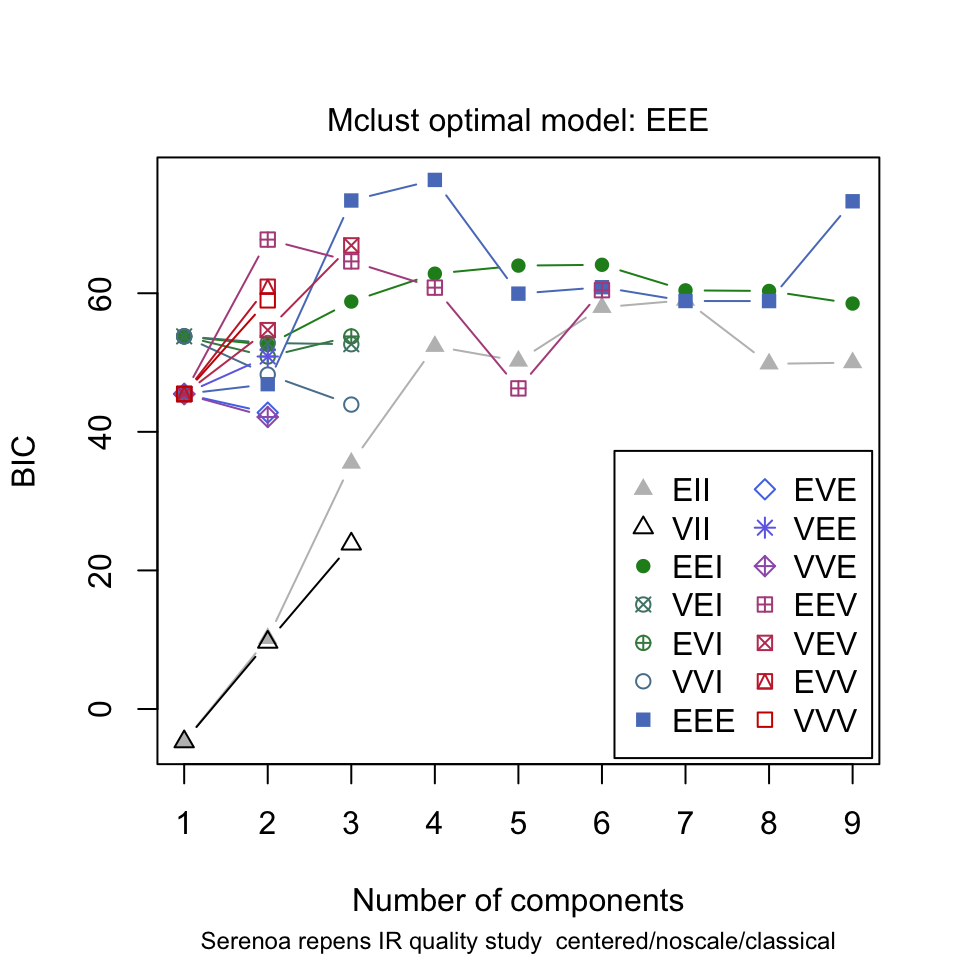 Mclust optimal model: EEE
BIC
60
40
20
0
EII EVE
VII VEE
EEI VVE
VEI EEV
EVI VEV
VVI EVV
EEE VVV
1 2 3 4 5 6 7 8 9
Number of components
Serenoa repens IR quality study  centered/noscale/classical